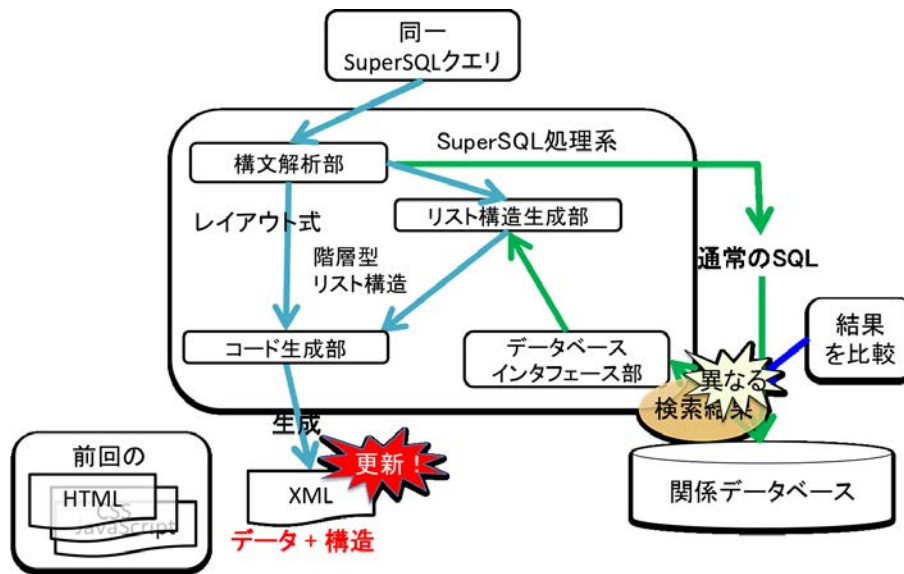 同一
SuperSQLクエリ
SuperSQL処理系
構文解析部
レイアウト式
リスト構造生成部
階層型
リスト構造
通常のSQL
コード生成部
データベース
インタフェース部
結果
を比較
異なる
検索結果
生成
更新！
前回の
HTML
CSS
JavaScript
XML
データ + 構造
関係データベース